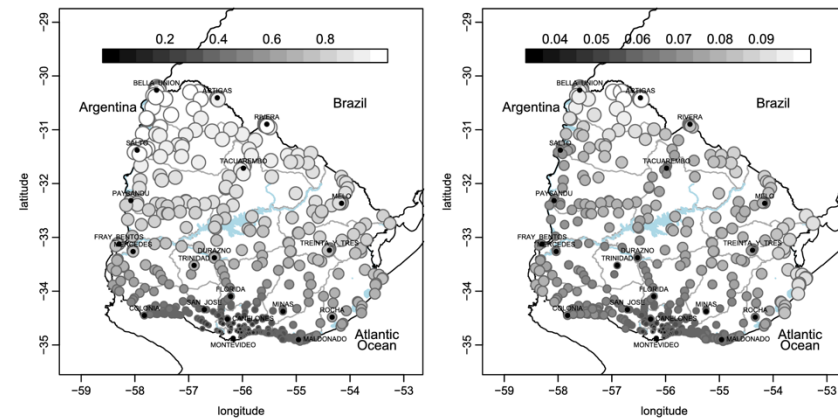 0.2 0.4 0.6 0.8
−29
−30
−31
−32
−33
−34
−35
latitude
−59 −58 −57 −56 −55 −54 −53
longitude
Argentina
Brazil
Atlantic
Ocean
BELLA UNION
ARTIGAS
RIVERA
SALTO
TACUAREMBO
PAYSANDU
MELO
FRAY BENTOS
MERCEDES
DURAZNO
TREINTA Y TRES
TRINIDAD
FLORIDA
SAN JOSE
MINAS
COLONIA
CANELONES
ROCHA
MONTEVIDEO
MALDONADO
0.04 0.05 0.06 0.07 0.08 0.09
−29
−30
−31
−32
−33
−34
−35
latitude
−59 −58 −57 −56 −55 −54 −53
longitude
Argentina
Brazil
Atlantic
Ocean
BELLA UNION
ARTIGAS
RIVERA
SALTO
TACUAREMBO
PAYSANDU
MELO
FRAY BENTOS
MERCEDES
DURAZNO
TREINTA Y TRES
TRINIDAD
FLORIDA
SAN JOSE
MINAS
COLONIA
CANELONES
ROCHA
MONTEVIDEO
MALDONADO